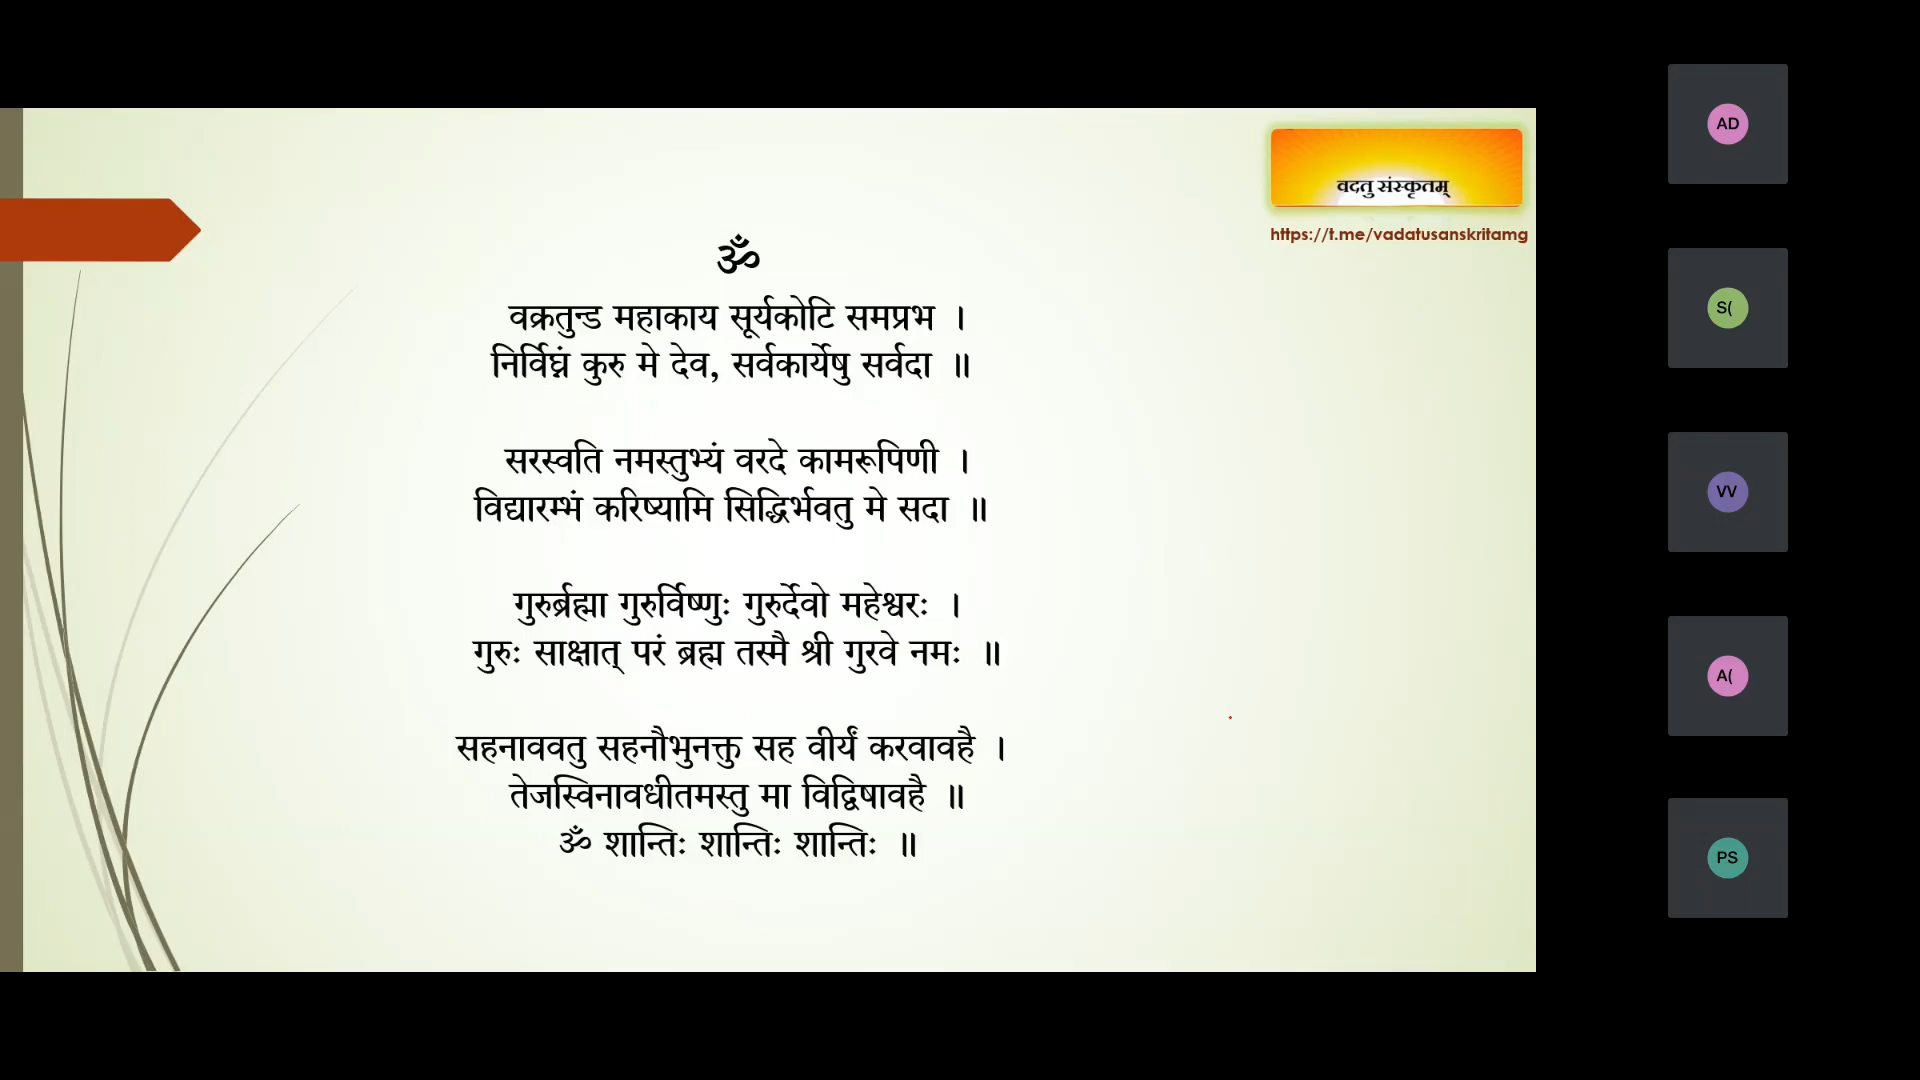 वदतु संस्कृतम्
https://t.me/vadatusanskritamg
ॐ
वक्रतुन्ड महाकाय सूर्यकोटि समप्रभ ।
निर्विघ्नं कुरु मे देव, सर्वकार्येषु सर्वदा ॥
सरस्वति नमस्तुभ्यं वरदे कामरूपिणी ।
विद्यारम्भं करिष्यामि सिद्धिर्भवतु मे सदा ॥
गुरुर्ब्रह्मा गुरुर्विष्णुः गुरुर्देवो महेश्वरः ।
गुरुः साक्षात् परं ब्रह्म तस्मै श्री गुरवे नमः ॥
सहनाववतु सहनौभुनक्तु सह वीर्यं करवावहै ।
तेजस्विनावधीतमस्तु मा विद्विषावहै ॥
ॐ शान्तिः शान्तिः शान्तिः ॥
AD
S(
VV
A(
PS